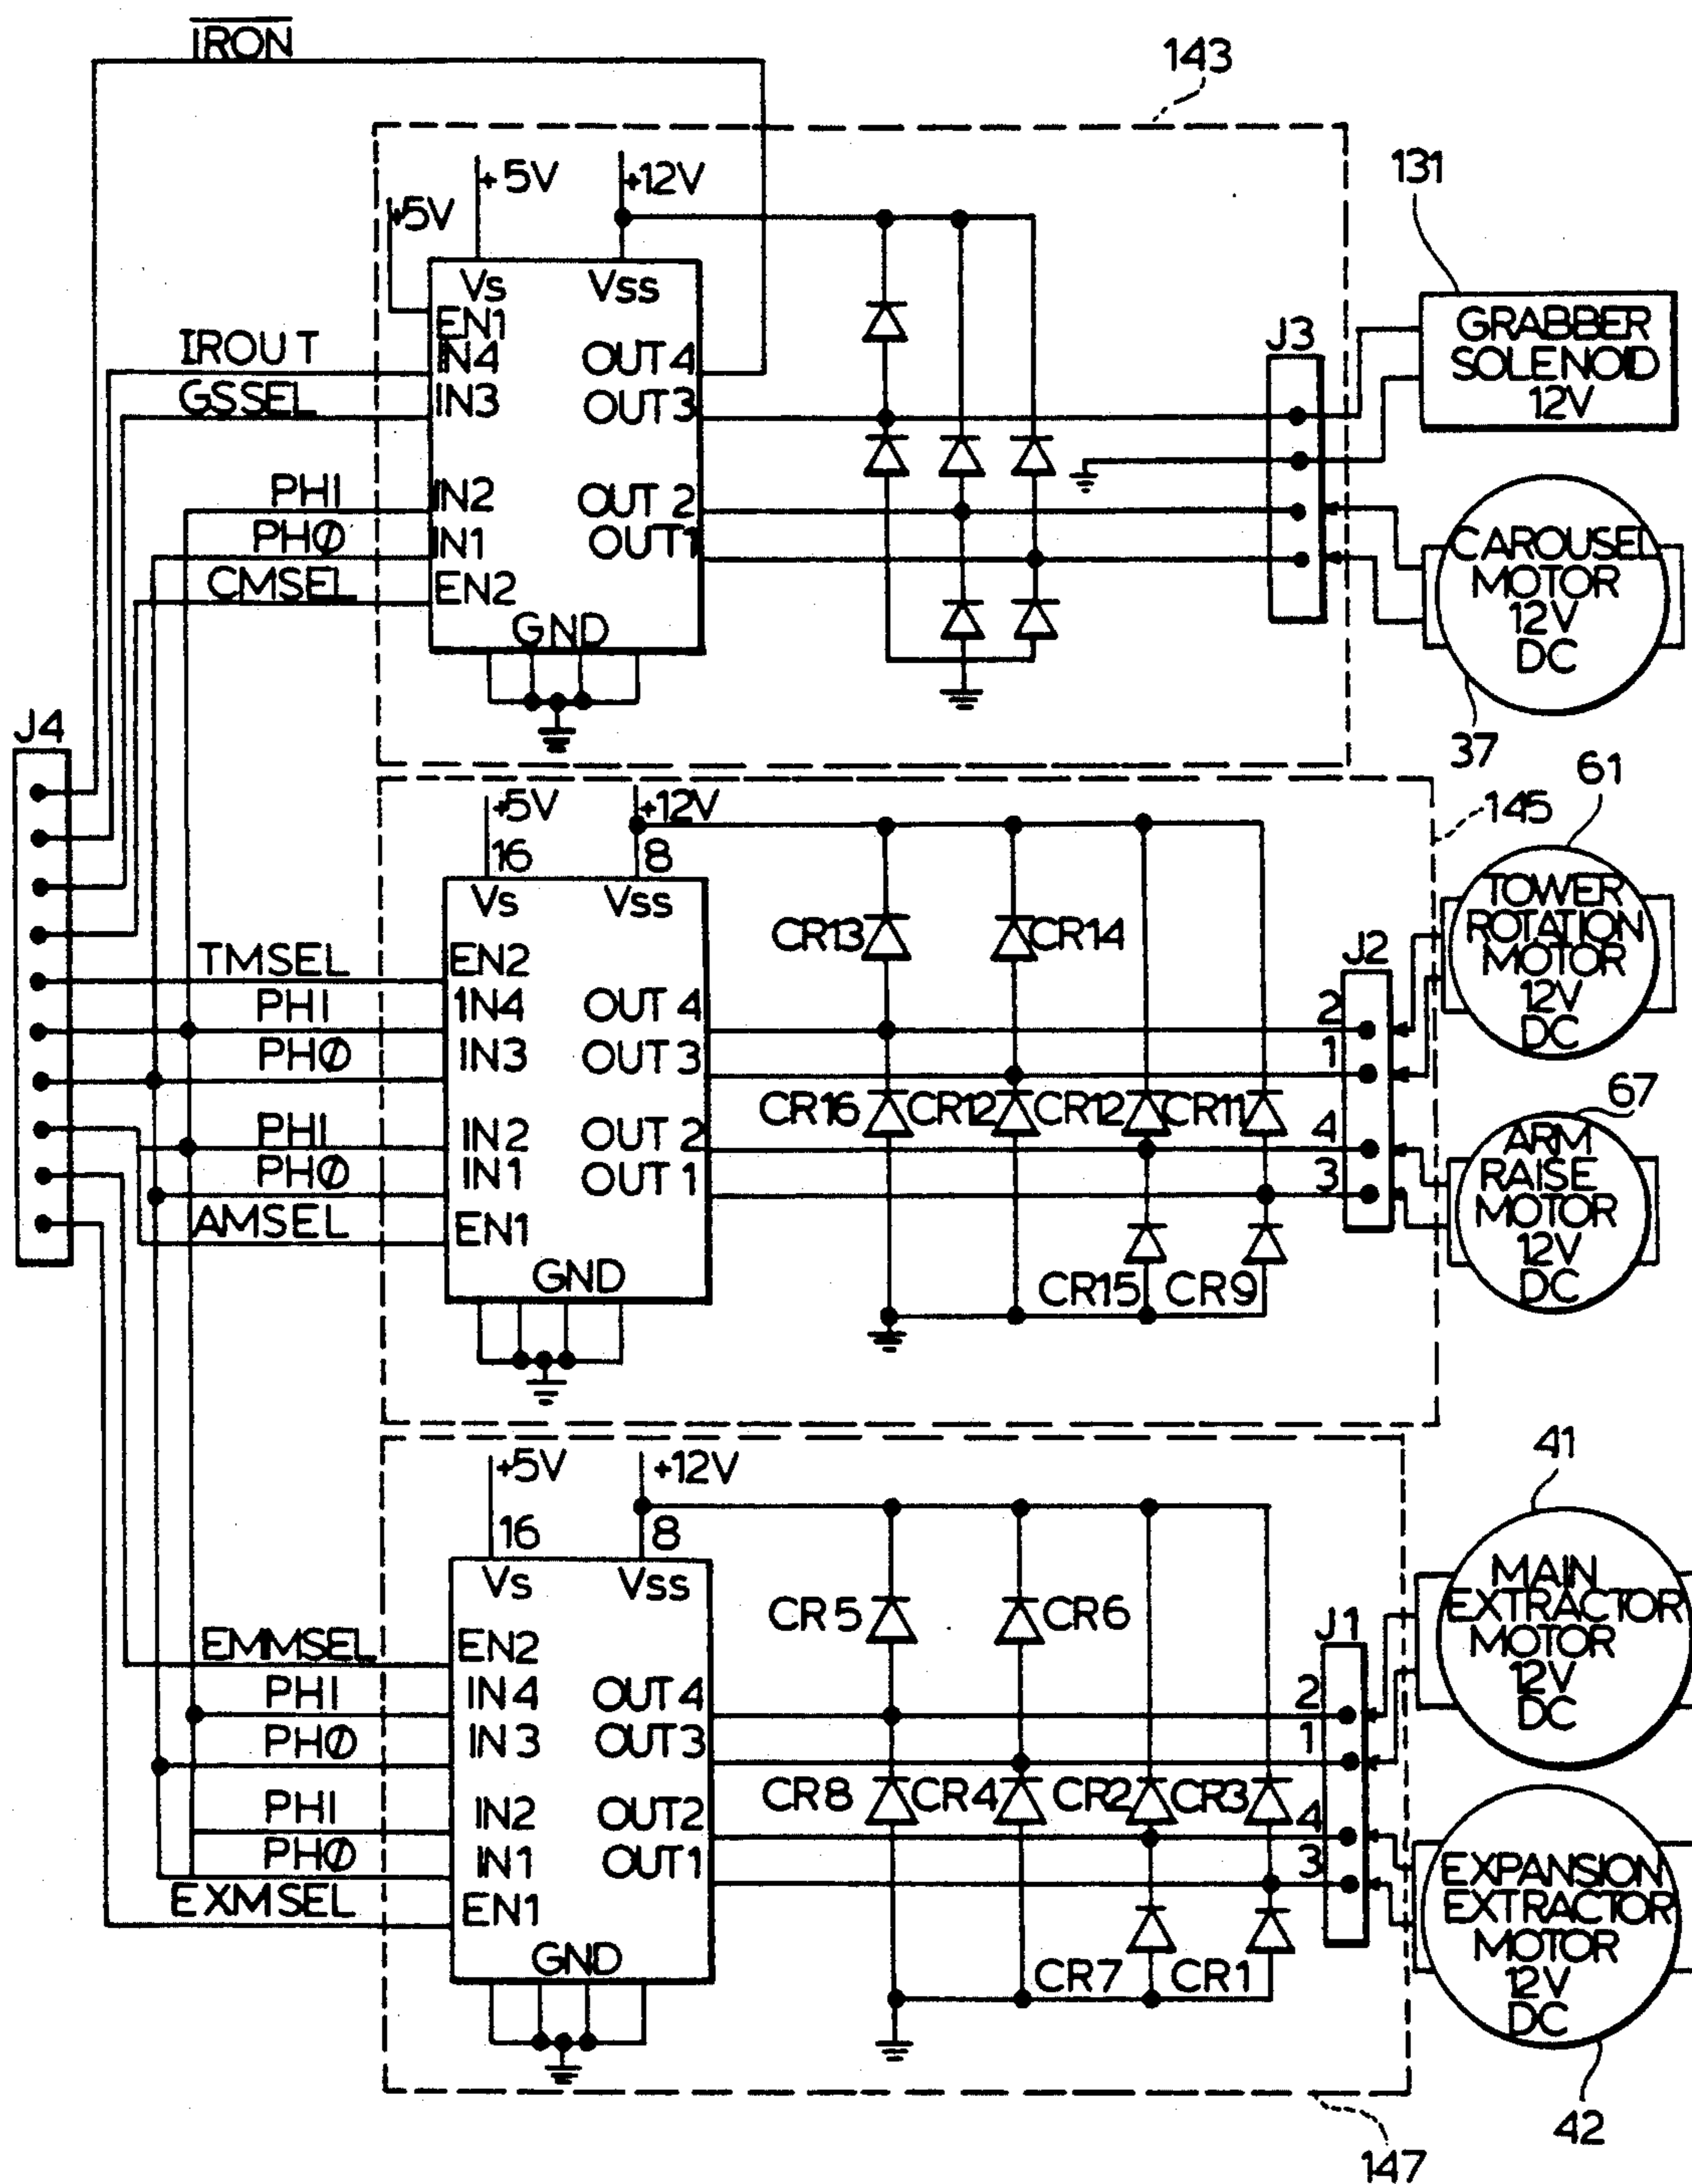 IRON
143
+5V
+12V
+5V
131
Vs
Vss
EN1
GRABBER
SOLENOID
12V
J3
IROUT
IN4
OUT4
GSSEL
IN3
OUT3
PH1
IN2
OUT 2
PHØ
IN1
OUT1
CMSEL
EN2
GND
CAROUSEL
MOTOR
12V
DC
37
J4
61
+5V
+12V
145
16
8
Vs
Vss
CR13
CR14
J2
TOWER
ROTATION
MOTOR
12V
DC
TMSEL
EN2
PH1
1N4
OUT 4
2
PHØ
IN3
OUT 3
1
CR16
CR12
CR12
CR11
67
PH1
IN2
OUT 2
4
PHØ
IN1
OUT 1
3
AMSEL
EN1
ARM
RAISE
MOTOR
12V
DC
GND
CR15
CR9
41
+5V
+12V
16
8
Vs
Vss
CR5
CR6
J1
MAIN
EXTRACTOR
MOTOR
12V
DC
EMMSEL
EN2
PH1
IN4
OUT4
2
PHØ
IN3
OUT3
1
CR8
CR4
CR2
CR3
PH1
IN2
OUT2
4
PHØ
IN1
OUT1
3
EXMSEL
EN1
EXPANSION
EXTRACTOR
MOTOR
12V
DC
GND
CR7
CR1
42
147